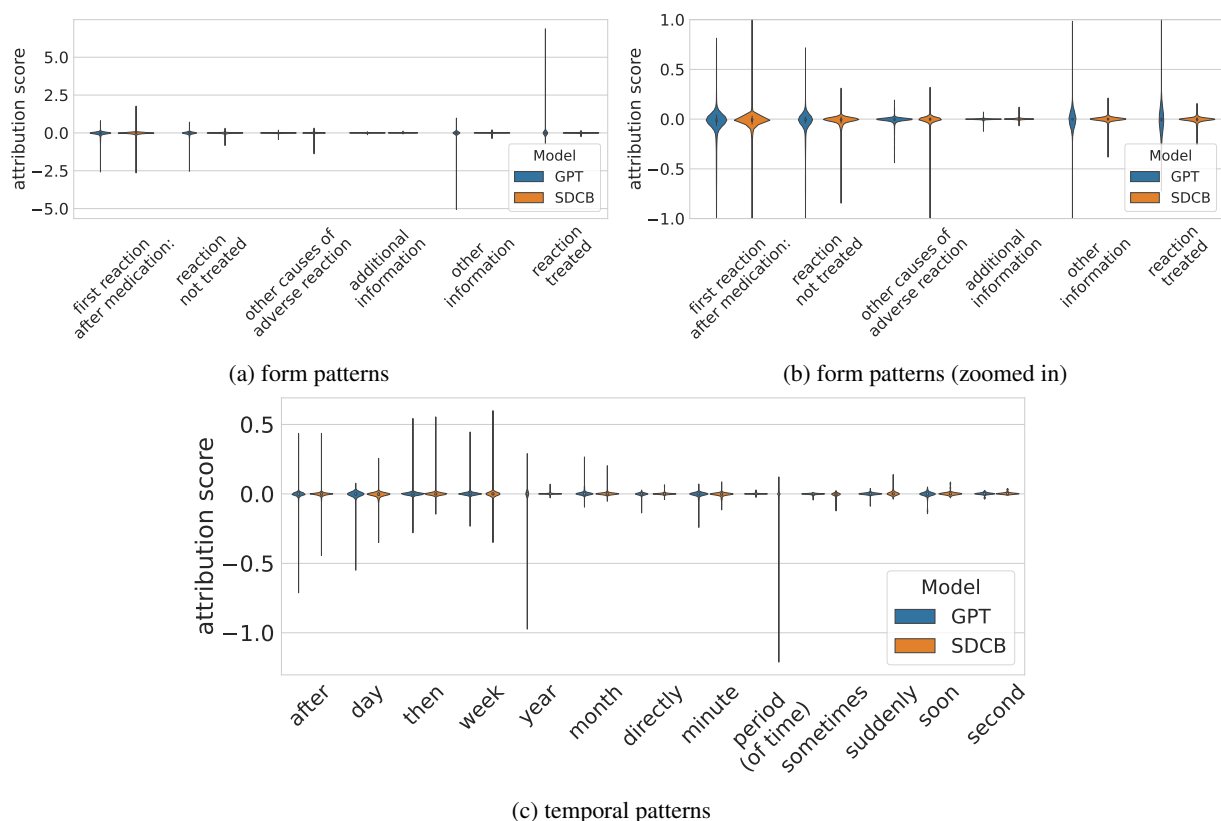 5.0
2.5
0.0
−2.5
−5.0
attribution score
Model
GPT
SDCB
first reaction
after medication:
reaction
not treated
other causes of
adverse reaction
additional
information
other
information
reaction
treated
(a) form patterns
1.0
0.5
0.0
−0.5
−1.0
attribution score
Model
GPT
SDCB
first reaction
after medication:
reaction
not treated
other causes of
adverse reaction
additional
information
other
information
reaction
treated
(b) form patterns (zoomed in)
0.5
0.0
−0.5
−1.0
attribution score
Model
GPT
SDCB
after
day
then
week
year
month
directly
minute
period
(of time)
sometimes
suddenly
soon
second
(c) temporal patterns